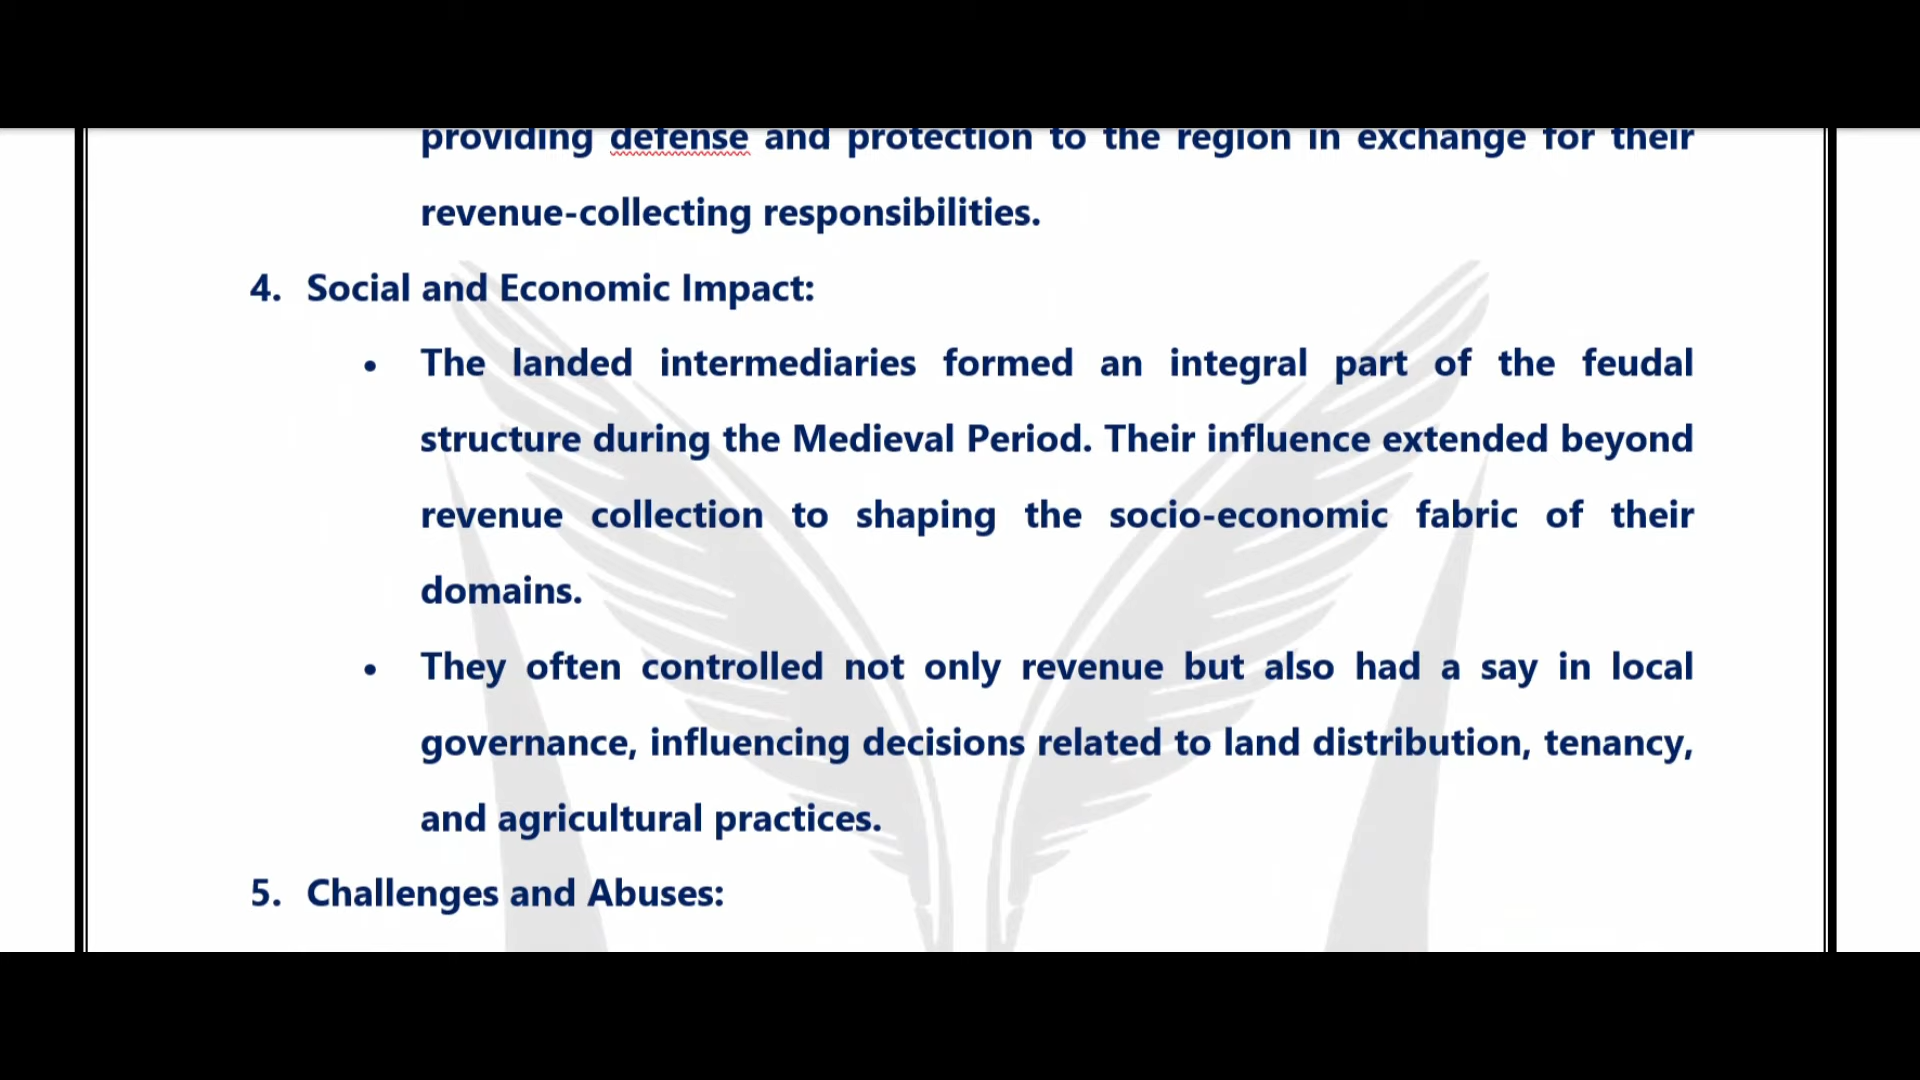 providing defense and protection to the region in exchange for their
revenue-collecting responsibilities.
4. Social and Economic Impact:
• The landed intermediaries formed an integral part of the feudal
structure during the Medieval Period. Their influence extended beyond
revenue collection to shaping the socio-economic fabric of their
domains.
• They often controlled not only revenue but also had a say in local
governance, influencing decisions related to land distribution, tenancy,
and agricultural practices.
5. Challenges and Abuses: